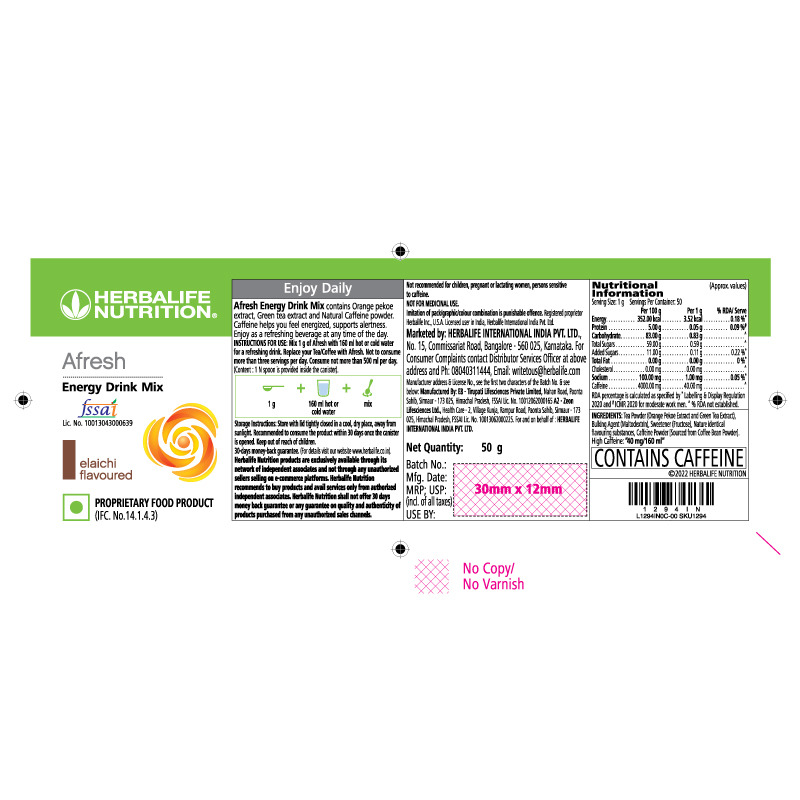 HERBALIFE
NUTRITION®
Afresh
Energy Drink Mix
fssai
Lic. No. 10013043000639
elaichi
flavoured
PROPRIETARY FOOD PRODUCT
(IFC. No.14.1.4.3)
Enjoy Daily
Afresh Energy Drink Mix contains Orange pekoe
extract, Green tea extract and Natural Caffeine powder.
Caffeine helps you feel energized, supports alertness.
Enjoy as a refreshing beverage at any time of the day.
INSTRUCTIONS FOR USE: Mix 1 g of Afresh with 160 ml hot or cold water
for a refreshing drink. Replace your Tea/Coffee with Afresh. Not to consume
more than three servings per day. Consume not more than 500 ml per day.
(Content : 1 N spoon is provided inside the canister).
+ + 
1 g 160 ml hot or mix
cold water
Storage Instructions: Store with lid tightly closed in a cool, dry place, away from
sunlight. Recommended to consume the product within 30 days once the canister
is opened. Keep out of reach of children.
30-days money-back guarantee. (For details visit our website www.herbalife.co.in).
Herbalife Nutrition products are exclusively available through its
network of independent associates and not through any unauthorized
sellers selling on e-commerce platforms. Herbalife Nutrition
recommends to buy products and avail services only from authorized
independent associates. Herbalife Nutrition shall not offer 30 days
money back guarantee or any guarantee on quality and authenticity of
products purchased from any unauthorized sales channels.
Not recommended for children, pregnant or lactating women, persons sensitive
to caffeine.
NOT FOR MEDICINAL USE.
Imitation of pack/graphic/colour combination is punishable offence. Registered proprietor
Herbalife Inc., U.S.A. Licensed user in India, Herbalife International India Pvt. Ltd.
Marketed by: HERBALIFE INTERNATIONAL INDIA PVT. LTD.,
No. 15, Commissariat Road, Bangalore - 560 025, Karnataka. For
Consumer Complaints contact Distributor Services Officer at above
address and Ph: 08040311444, Email: writetous@herbalife.com
Manufacturer address & License No., see the first two characters of the Batch No. & see
below: Manufactured By: EB - Tirupati Lifesciences Private Limited, Nahan Road, Paonta
Sahib, Sirmaur - 173 025, Himachal Pradesh, FSSAI Lic. No. 10012062000165 A2 - Zeon
Lifesciences Ltd., Health Care - 2, Village Kunja, Rampur Road, Paonta Sahib, Sirmaur - 173
025, Himachal Pradesh, FSSAI Lic. No. 10013062000225. For and on behalf of : HERBALIFE
INTERNATIONAL INDIA PVT. LTD.
Net Quantity: 50 g
Batch No.:
Mfg. Date:
MRP; USP:
(incl. of all taxes)
USE BY:
30mm x 12mm
Nutritional (Approx. values)
Information
Serving Size: 1 g Servings Per Container: 50
Per 100 g Per 1 g % RDA/ Serve
Energy 352.00 kcal 3.52 kcal 0.18 %*
Protein 5.00 g 0.05 g 0.09 %#
Carbohydrate 83.00 g 0.83 g ^
Total Sugars 59.00 g 0.59 g ^
Added Sugars 11.00 g 0.11 g 0.22 %*
Total Fat 0.00 g 0.00 g 0 %*
Cholesterol 0.00 mg 0.00 mg ^
Sodium 100.00 mg 1.00 mg 0.05 %*
Caffeine 4000.00 mg 40.00 mg ^
RDA percentage is calculated as specified by * Labelling & Display Regulation
2020 and # ICMR 2020 for moderate work men. ^ % RDA not established.
INGREDIENTS: Tea Powder (Orange Pekoe Extract and Green Tea Extract),
Bulking Agent (Maltodextrin), Sweetener (Fructose), Nature identical
flavouring substances, Caffeine Powder (Sourced from Coffee Bean Powder).
High Caffeine: "40 mg/160 ml"
CONTAINS CAFFEINE
©2022 HERBALIFE NUTRITION
1 2 9 4 I N
L1294IN0C-00 SKU1294
No Copy/
No Varnish